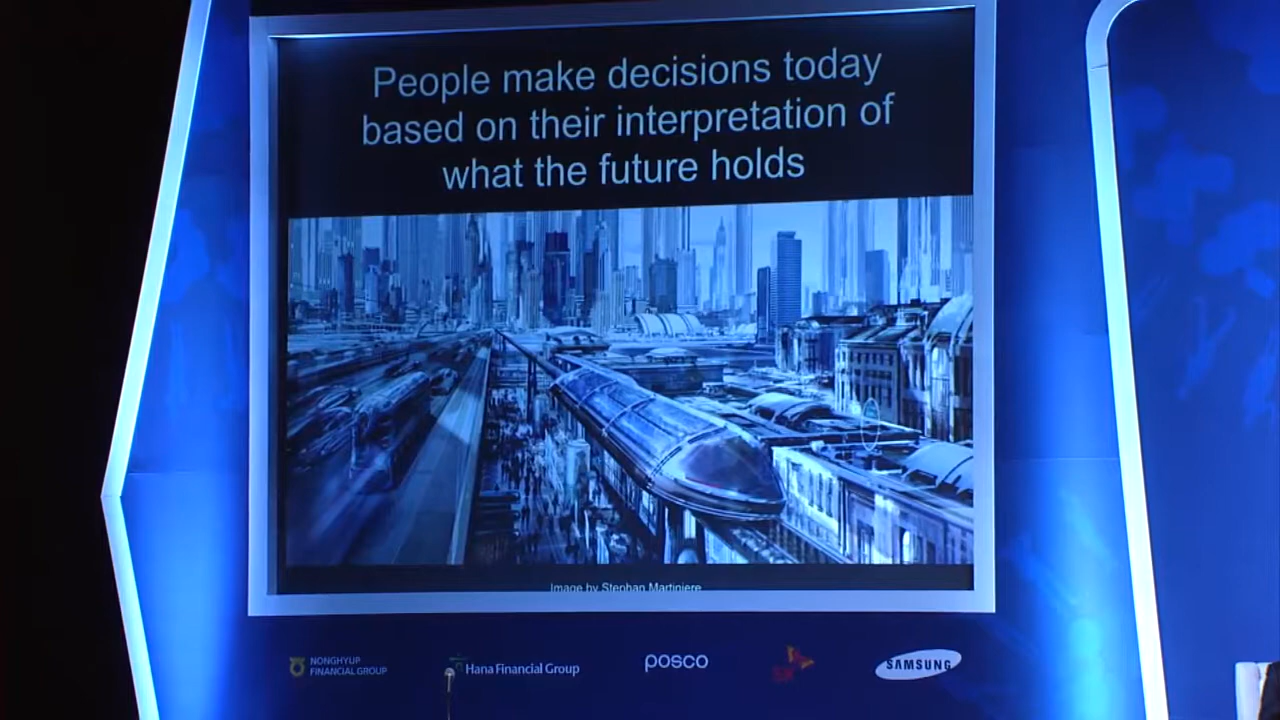 People make decisions today
based on their interpretation of
what the future holds
Image by Stephan Martiniere
NONGHYUP
FINANCIAL GROUP
Hana Financial Group
posco
SK
SAMSUNG